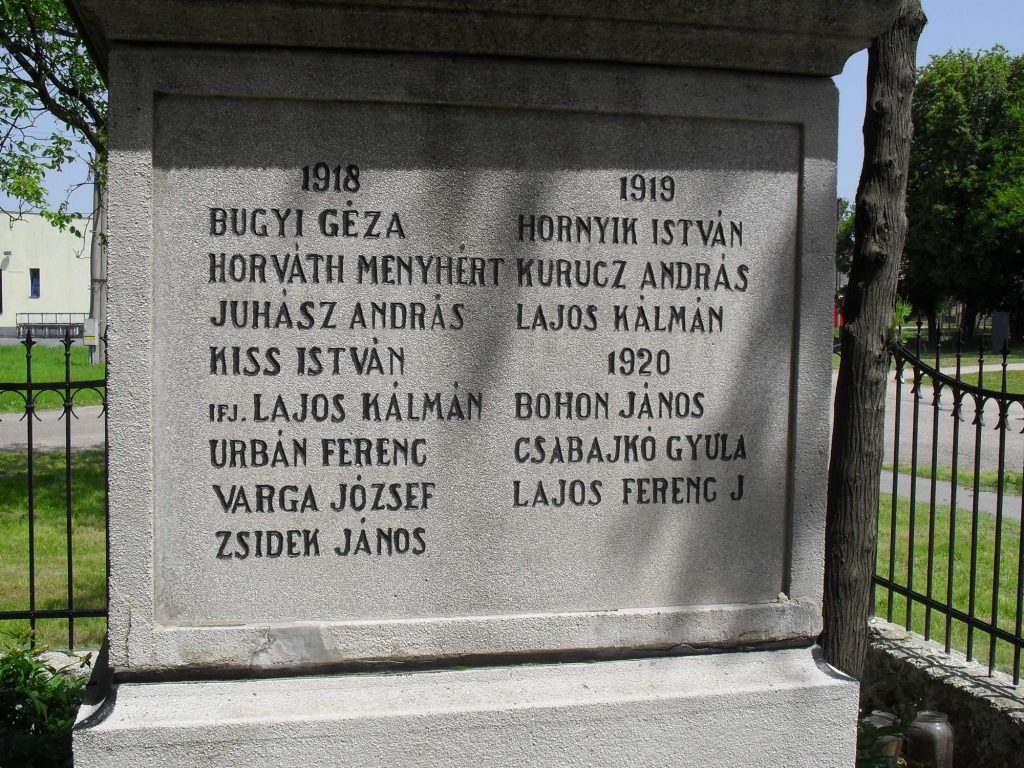 1918
BUGYI GÉZA
HORVÁTH MENYHÉRT
JUHÁSZ ANDRÁS
KISS ISTVÁN
IFJ. LAJOS KÁLMÁN
URBÁN FERENC
VARGA JÓZSEF
ZSIDEK JÁNOS
1919
HORNYIK ISTVÁN
KURUCZ ANDRÁS
LAJOS KÁLMÁN
1920
BOHON JÁNOS
CSABAJKÓ GYULA
LAJOS FERENC J